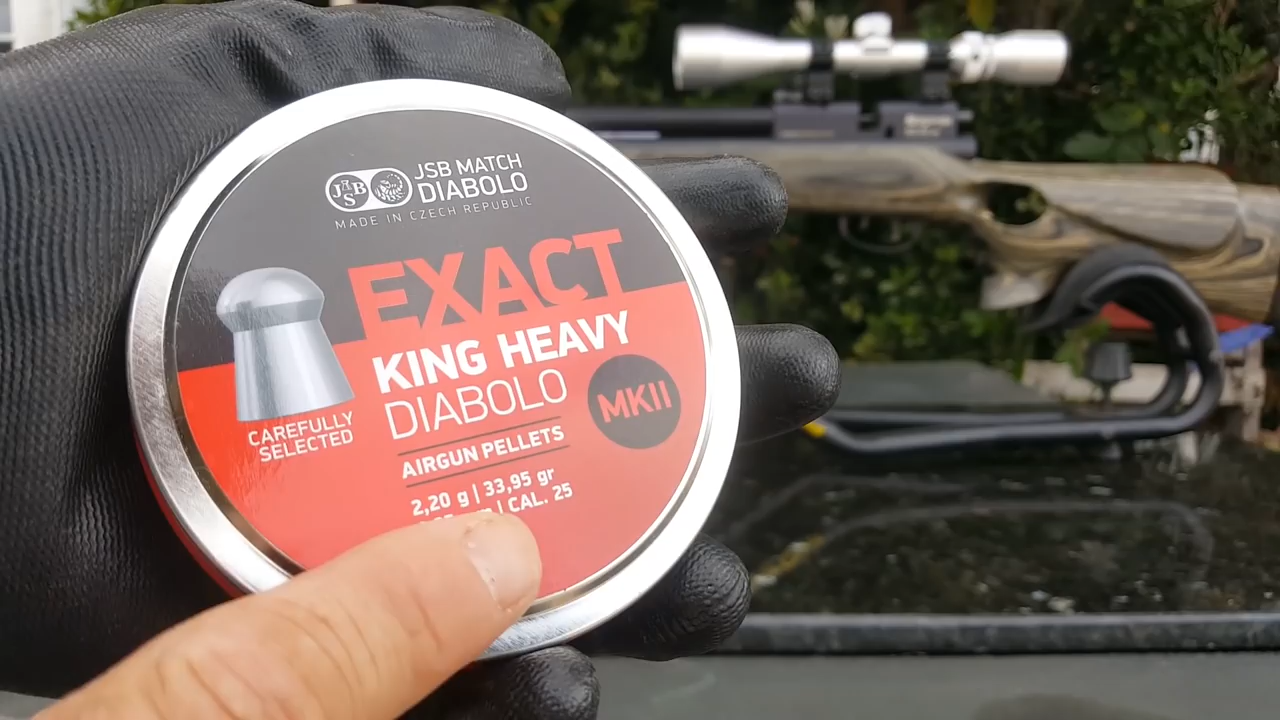 JSB
JSB MATCH
DIABOLO
MADE IN CZECH REPUBLIC
EXACT
KING HEAVY
DIABOLO
MKII
CAREFULLY
SELECTED
AIRGUN PELLETS
2,20 g | 33,95 gr
| CAL. 25